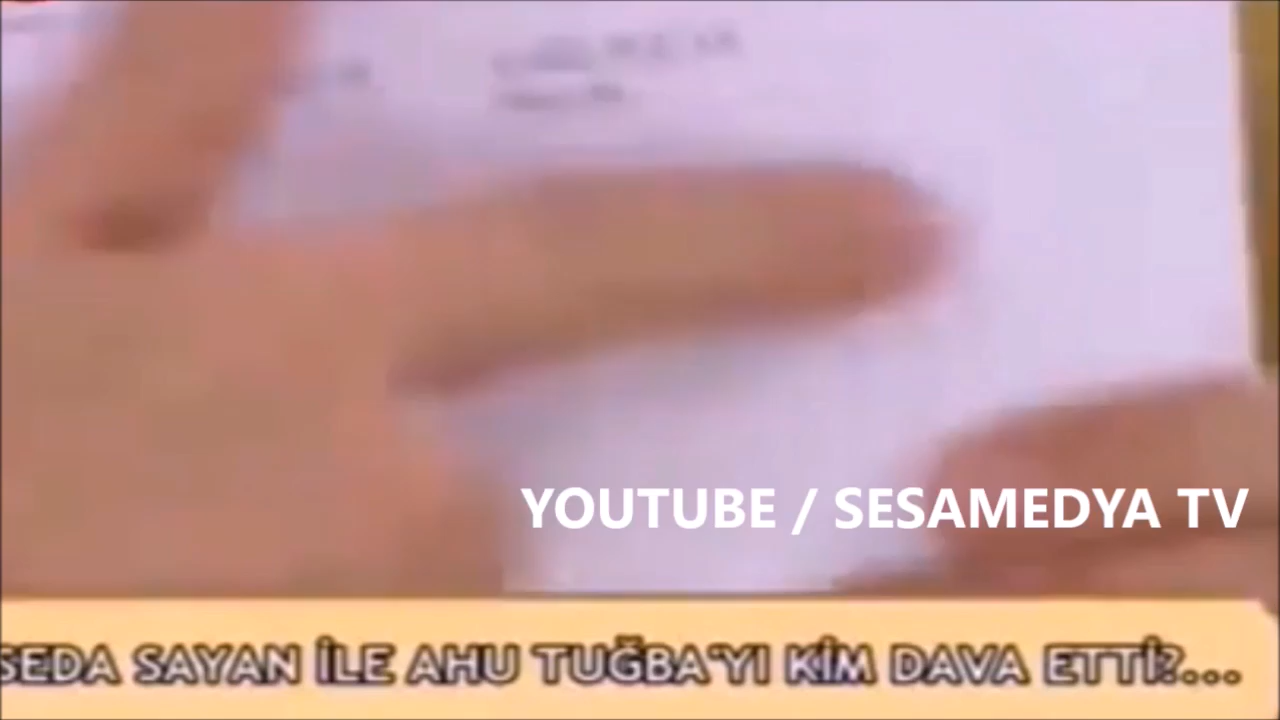 YOUTUBE / SESAMEDYA TV
SEDA SAYAN İLE AHU TUĞBA'YI KİM DAVA ETTİ?...